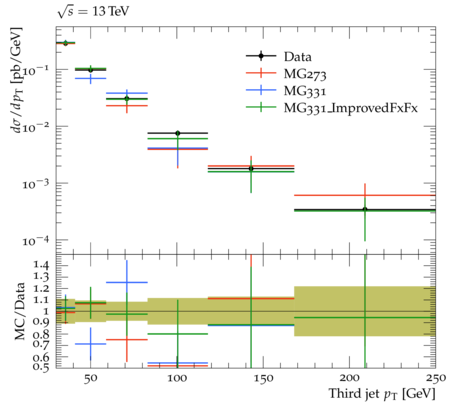 √s = 13 TeV
dσ/dpT [pb/GeV]
10⁻¹
10⁻²
10⁻³
10⁻⁴
Data
MG273
MG331
MG331_ImprovedFxFx
MC/Data
1.4
1.3
1.2
1.1
1
0.9
0.8
0.7
0.6
0.5
50 100 150 200 250
Third jet pT [GeV]